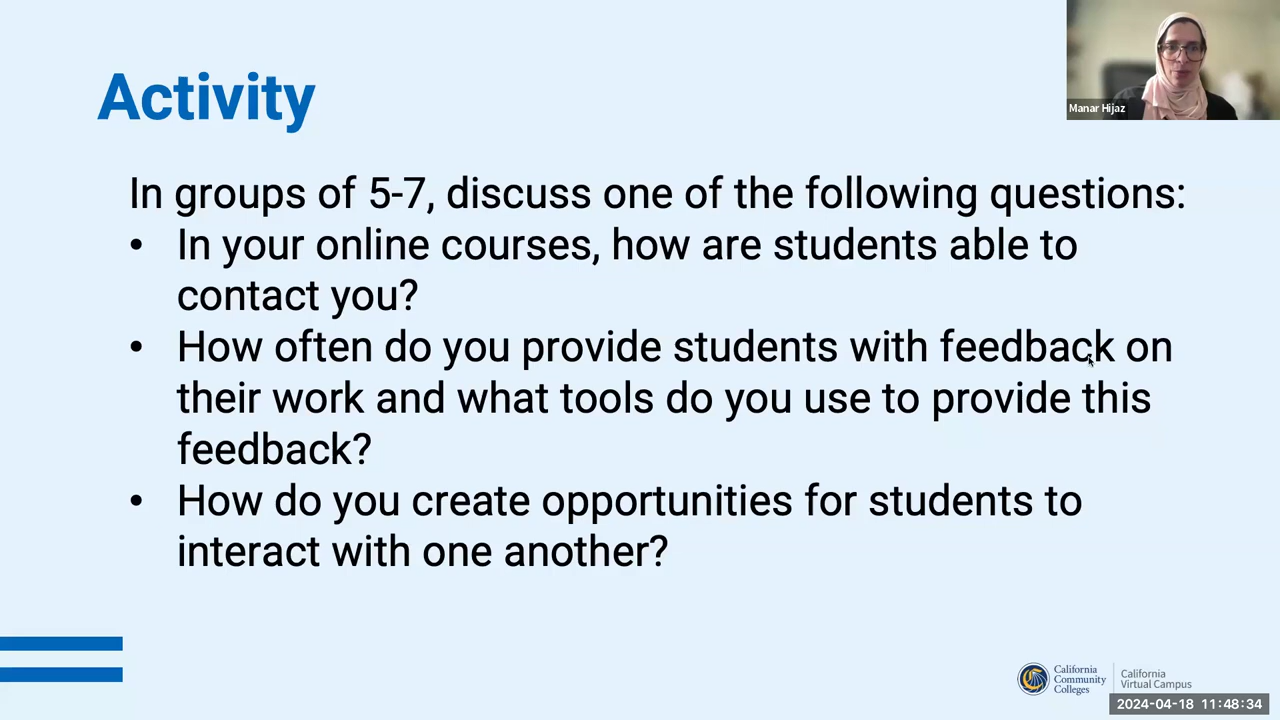 Activity
Manar Hijaz
In groups of 5-7, discuss one of the following questions:
• In your online courses, how are students able to
contact you?
• How often do you provide students with feedback on
their work and what tools do you use to provide this
feedback?
• How do you create opportunities for students to
interact with one another?
California
Community
Colleges
California
Virtual Campus
2024-04-18 11:48:34